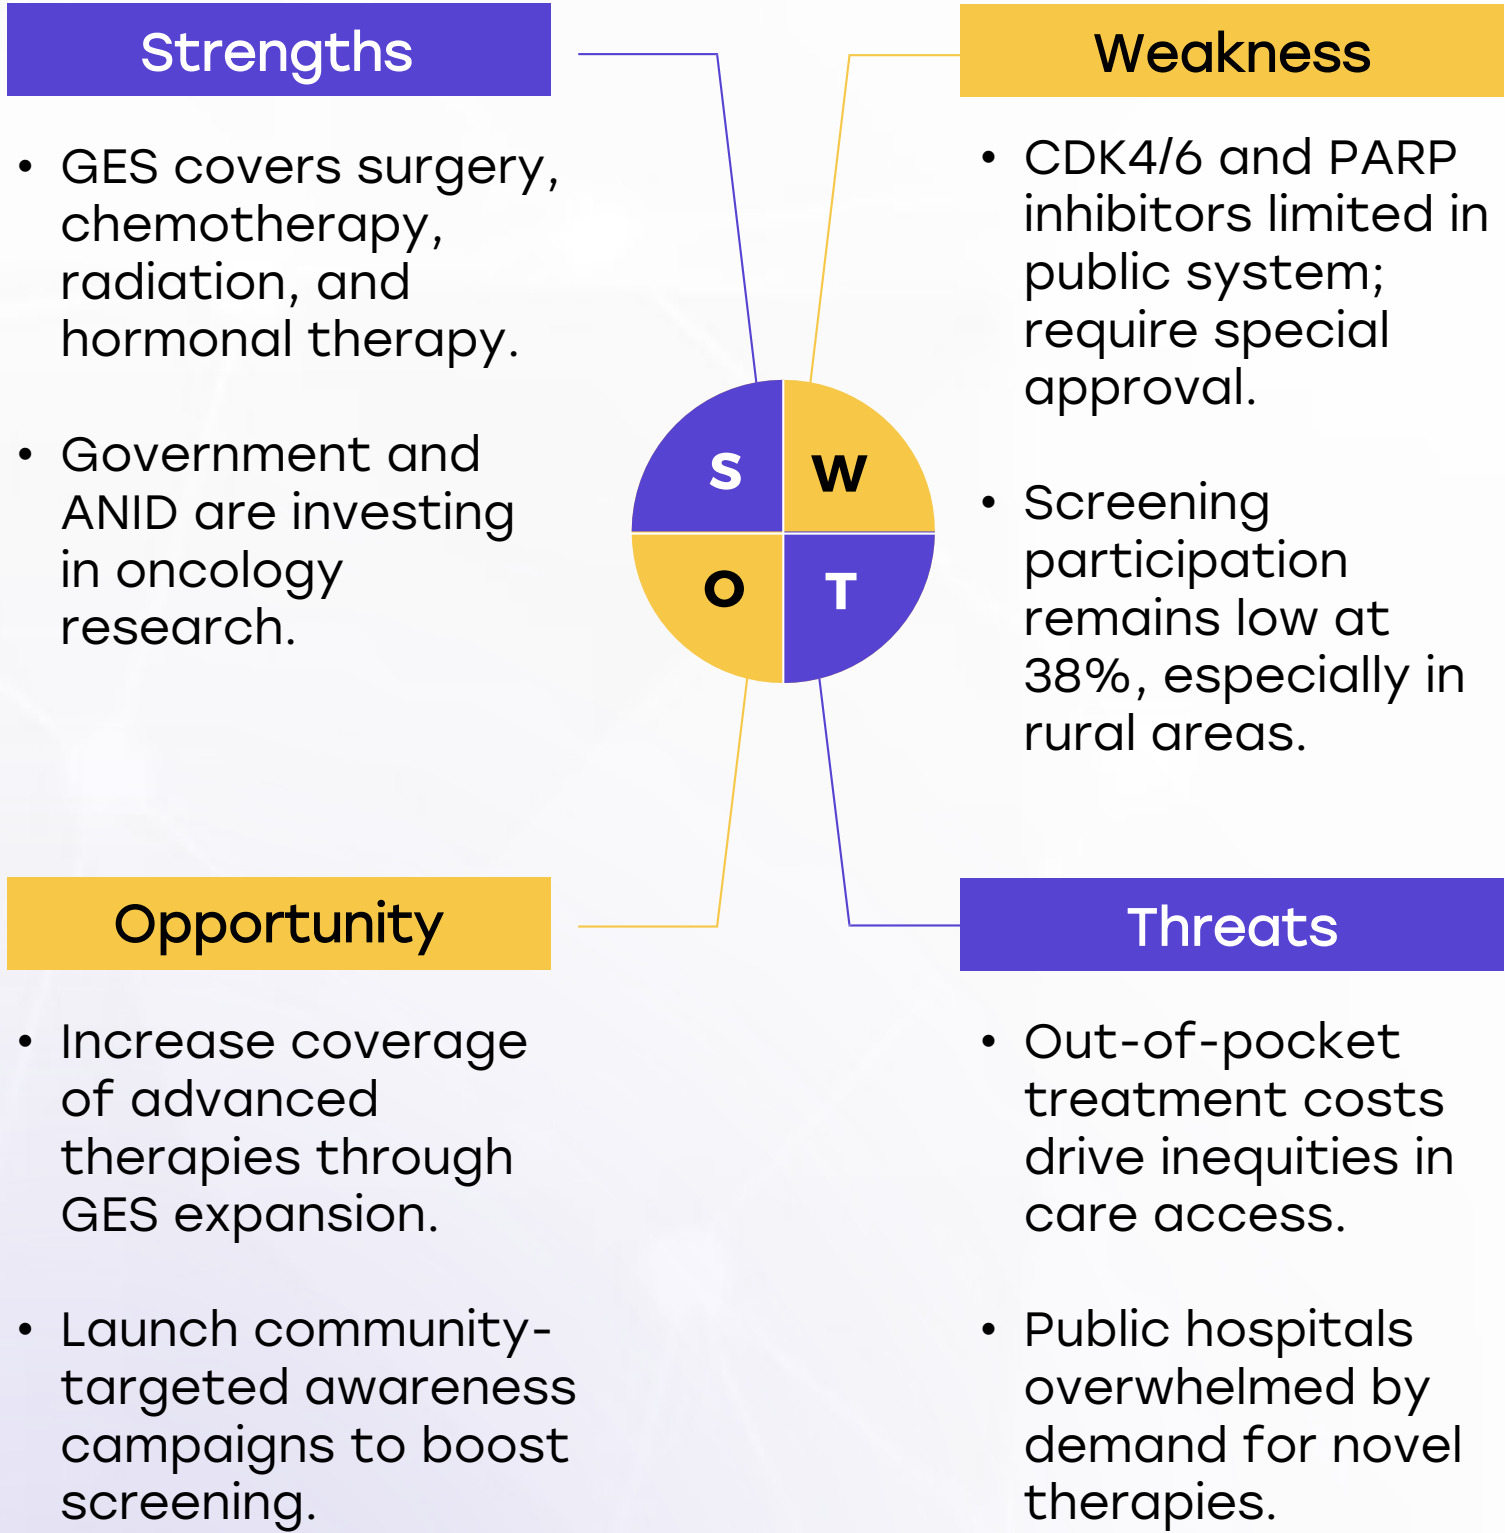 Strengths
• GES covers surgery,
chemotherapy,
radiation, and
hormonal therapy.
• Government and
ANID are investing
in oncology
research.
Weakness
• CDK4/6 and PARP
inhibitors limited in
public system;
require special
approval.
• Screening
participation
remains low at
38%, especially in
rural areas.
S
W
O
T
Opportunity
• Increase coverage
of advanced
therapies through
GES expansion.
• Launch community-
targeted awareness
campaigns to boost
screening.
Threats
• Out-of-pocket
treatment costs
drive inequities in
care access.
• Public hospitals
overwhelmed by
demand for novel
therapies.